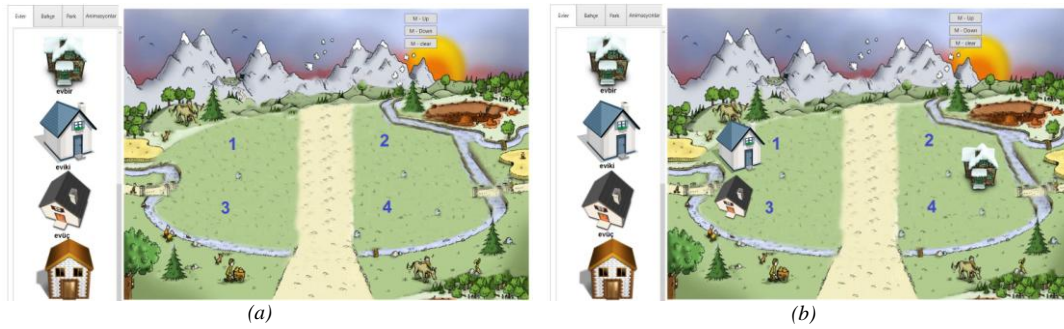 Evler Bahçe Park Animasyonlar
M - Up
M - Down
M - clear
evbir
eviki
evüç
1
2
3
4
(a)
Evler Bahçe Park Animasyonlar
M - Up
M - Down
M - clear
evbir
eviki
evüç
1
2
3
4
(b)